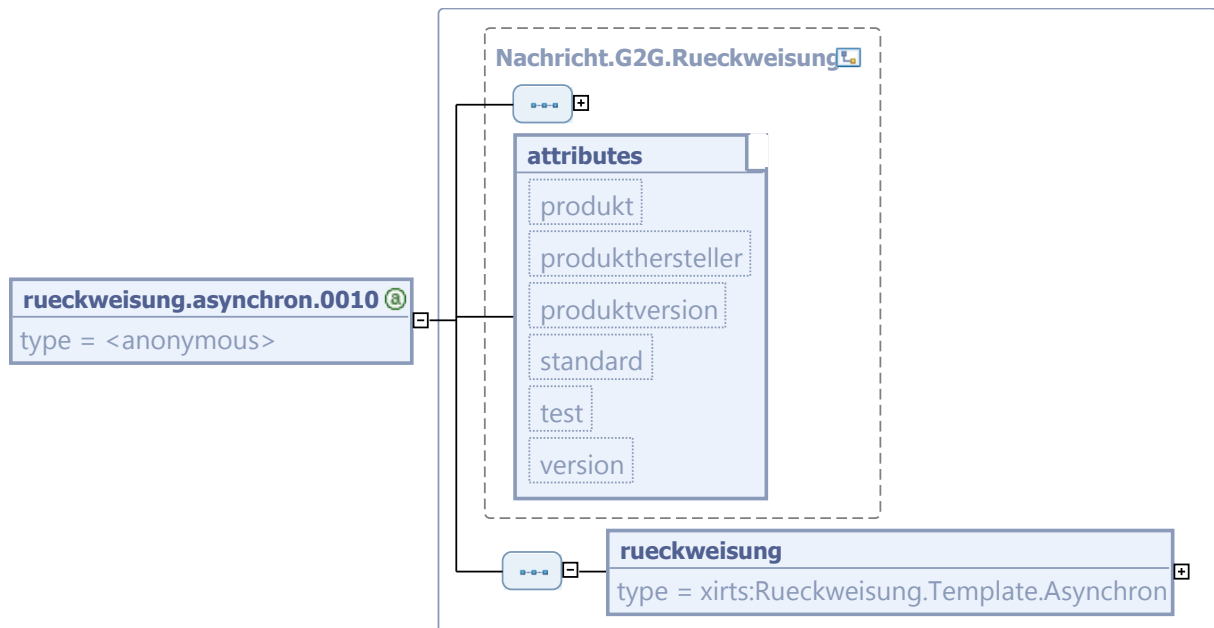 Nachricht.G2G.Rueckweisung
attributes
produkt
produkthersteller
produktversion
standard
test
version
rueckweisung.asynchron.0010
type = <anonymous>
rueckweisung
type = xirts:Rueckweisung.Template.Asynchron